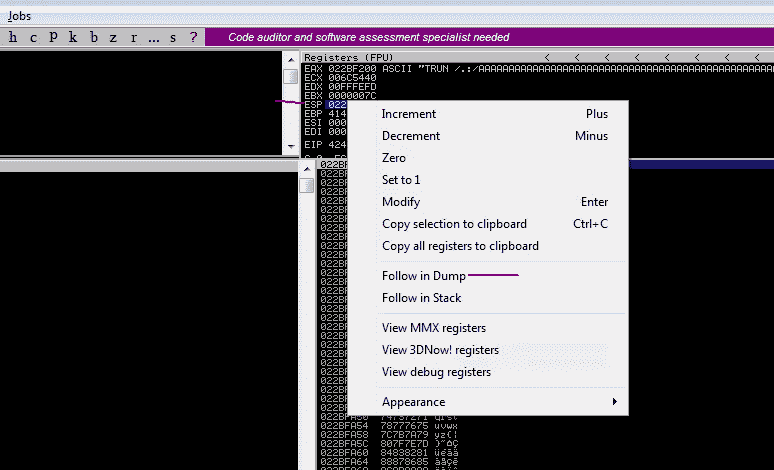 Jobs
h c p k b z r ... s ?
Code auditor and software assessment specialist needed
Registers (FPU) < < < < < < <
EAX 022BF200 ASCII "TRUN /.:/AAAAAAAAAAAAAAAAAAAAAAAAAAAAAAAAAAAAAAAAAAA
ECX 006C5440
EDX 00FFFEFD
EBX 0000007C
ESP 022
EBP 414
ESI 000
EDI 000
EIP 424
Increment Plus
Decrement Minus
Zero
Set to 1
Modify Enter
Copy selection to clipboard Ctrl+C
Copy all registers to clipboard
Follow in Dump
Follow in Stack
View MMX registers
View 3DNow! registers
View debug registers
Appearance
022BFA50 74737271 qrst
022BFA54 78777675 uvwx
022BFA58 7C7B7A79 yz{|
022BFA5C 807F7E7D
022BFA60 84838281
022BFA64 88878685